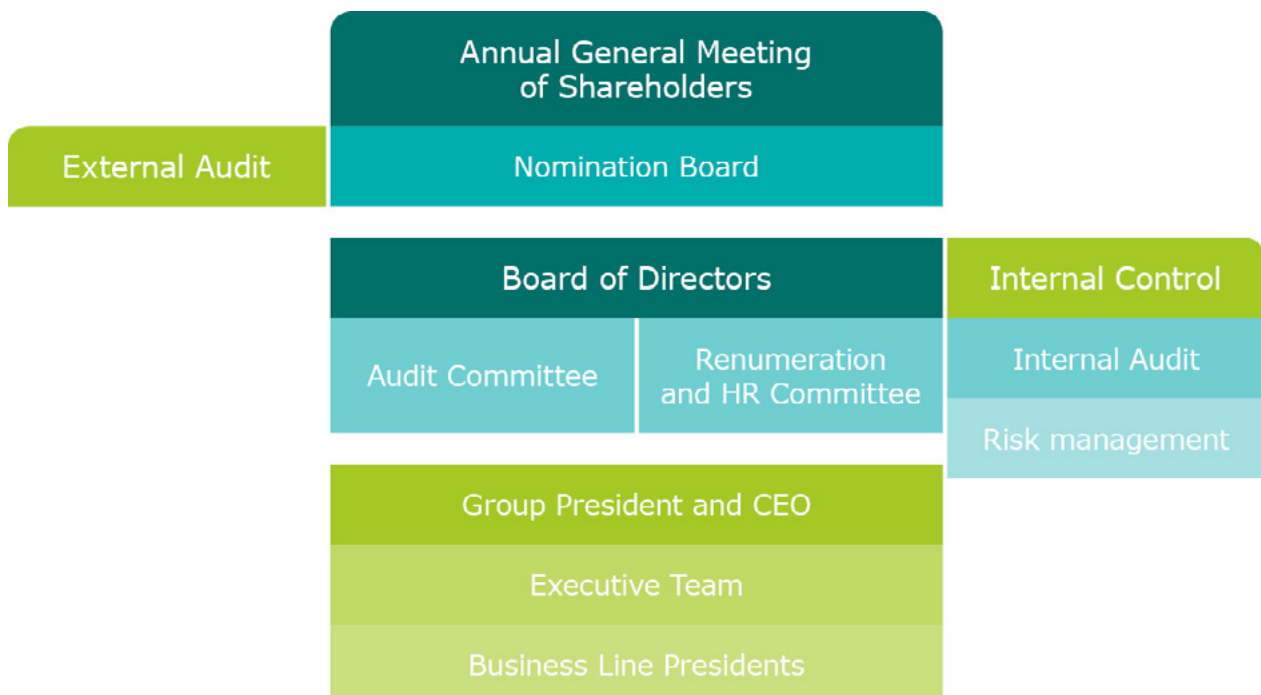 Annual General Meeting
of Shareholders
External Audit
Nomination Board
Board of Directors
Internal Control
Audit Committee
Renumeration
and HR Committee
Internal Audit
Risk management
Group President and CEO
Executive Team
Business Line Presidents